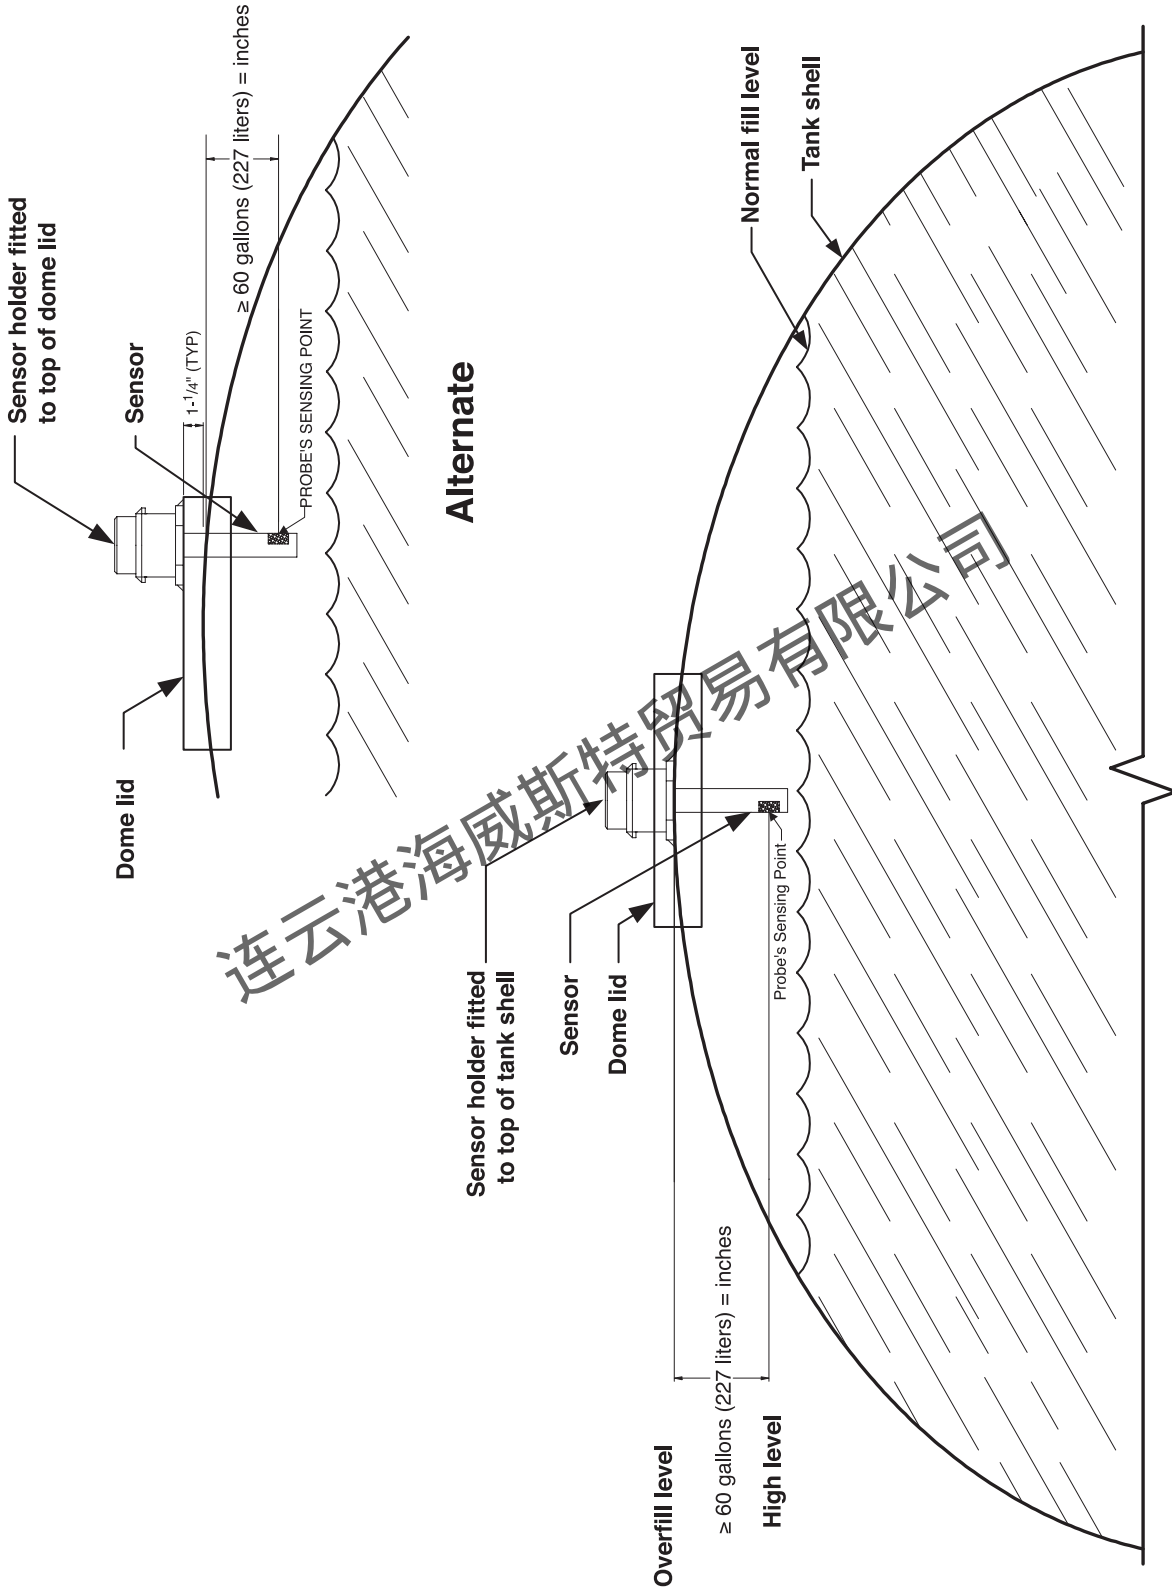 Sensor holder fitted
to top of dome lid
Sensor
Dome lid
1-1/4" (TYP)
≥ 60 gallons (227 liters) = inches
PROBE'S SENSING POINT
Alternate
Sensor holder fitted
to top of tank shell
Sensor
Dome lid
Normal fill level
Tank shell
Probe's Sensing Point
Overfill level
≥ 60 gallons (227 liters) = inches
High level
连云港海威斯特贸易有限公司